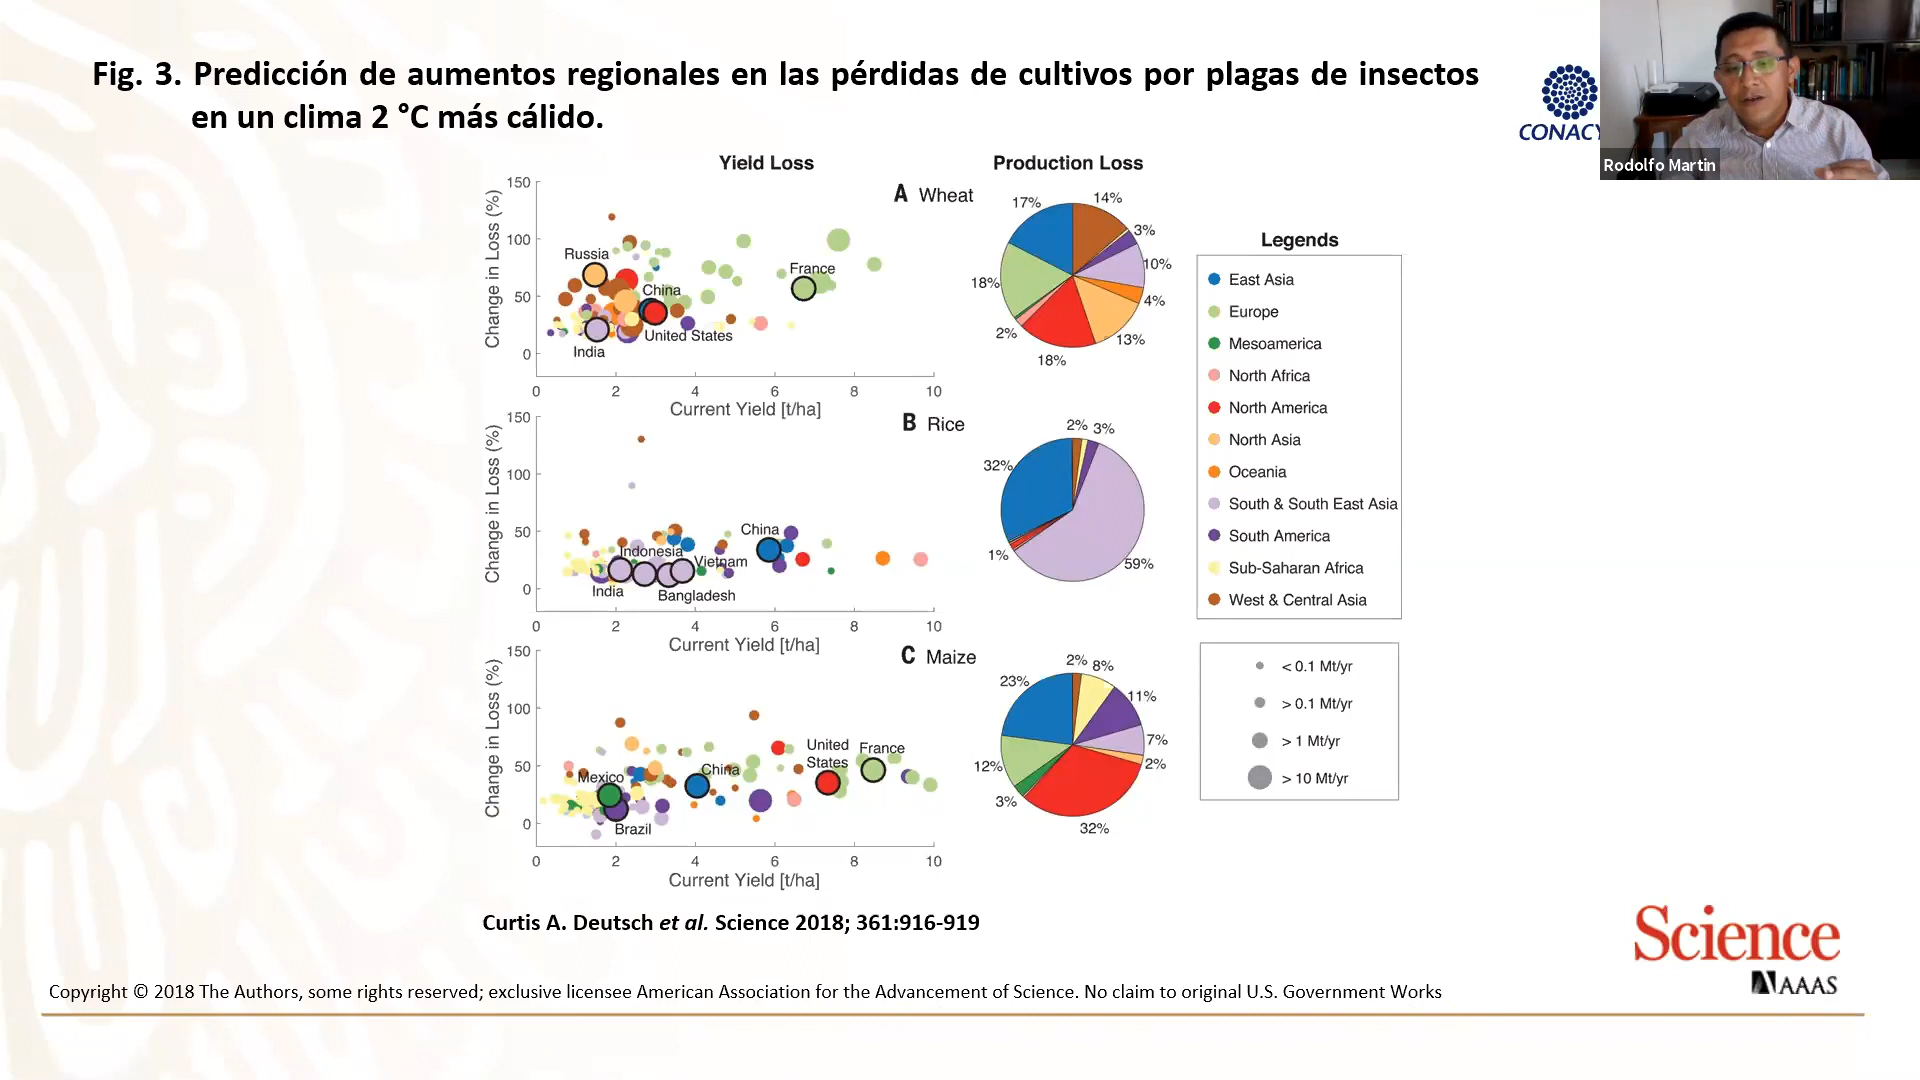 Fig. 3. Predicción de aumentos regionales en las pérdidas de cultivos por plagas de insectos
en un clima 2 °C más cálido.
CONACY
Rodolfo Martin
Yield Loss
Production Loss
A Wheat
Change in Loss (%)
150
100
50
0
Russia
France
China
United States
India
0 2 4 6 8 10
Current Yield [t/ha]
17%
14%
3%
10%
4%
13%
18%
2%
18%
B Rice
Change in Loss (%)
150
100
50
0
China
Indonesia
Vietnam
India
Bangladesh
0 2 4 6 8 10
Current Yield [t/ha]
2%
3%
32%
1%
59%
C Maize
Change in Loss (%)
150
100
50
0
United
States
France
China
Mexico
Brazil
0 2 4 6 8 10
Current Yield [t/ha]
2%
8%
23%
11%
7%
2%
12%
3%
32%
Legends
East Asia
Europe
Mesoamerica
North Africa
North America
North Asia
Oceania
South & South East Asia
South America
Sub-Saharan Africa
West & Central Asia
< 0.1 Mt/yr
> 0.1 Mt/yr
> 1 Mt/yr
> 10 Mt/yr
Curtis A. Deutsch et al. Science 2018; 361:916-919
Science
AAAS
Copyright © 2018 The Authors, some rights reserved; exclusive licensee American Association for the Advancement of Science. No claim to original U.S. Government Works